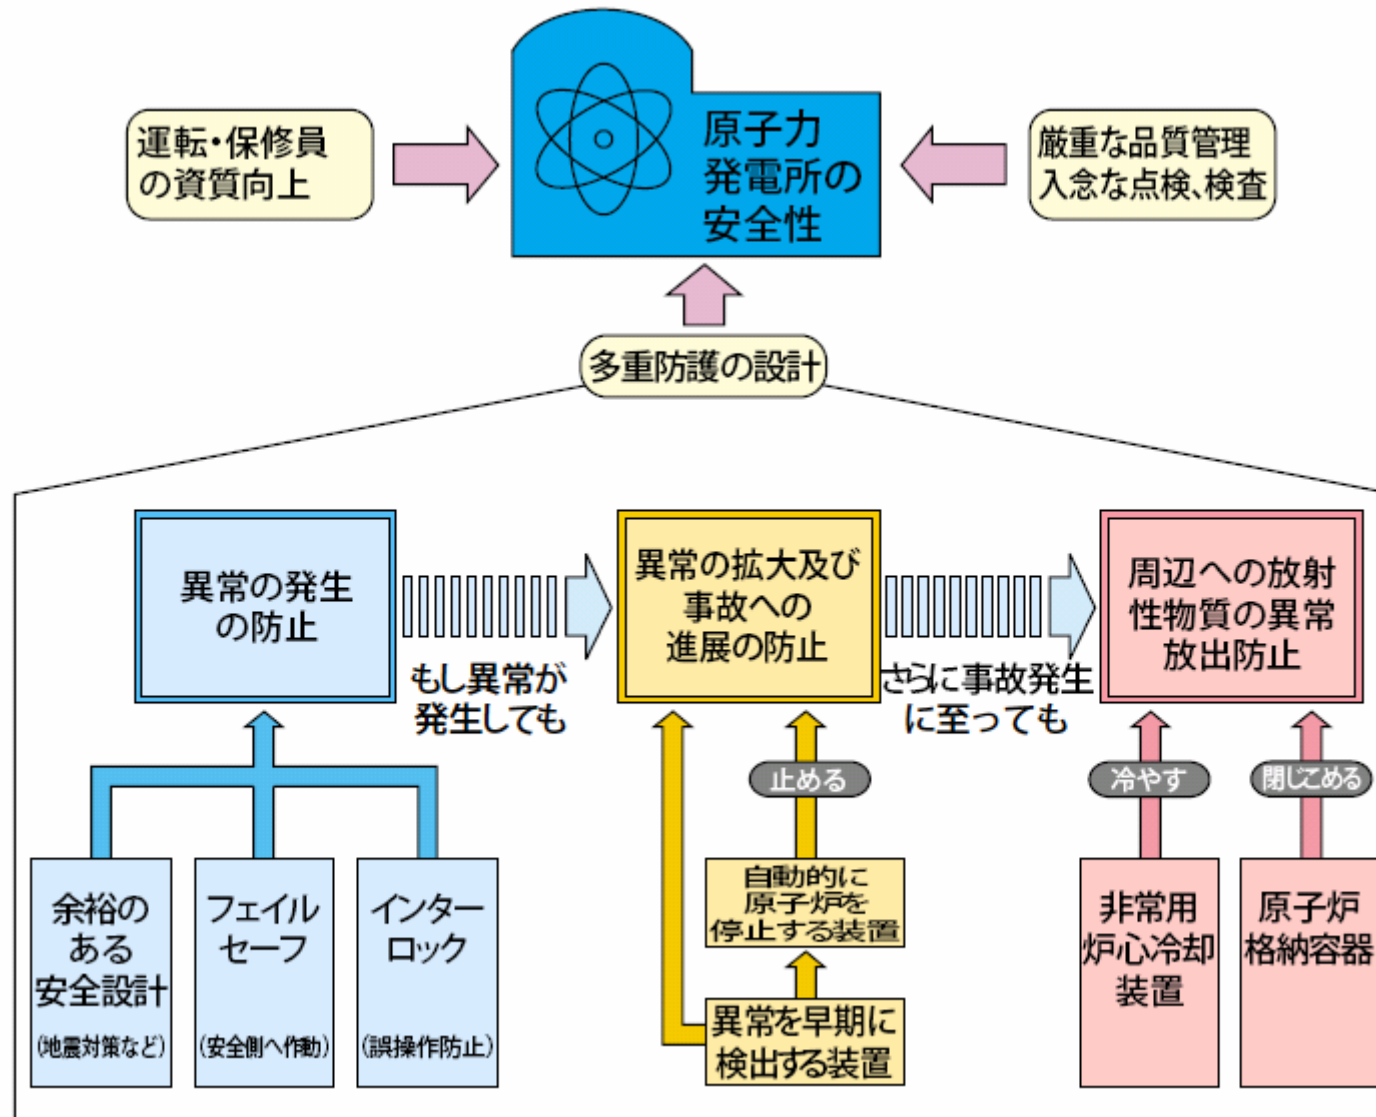 運転・保修員
の資質向上
原子力
発電所の
安全性
厳重な品質管理
入念な点検、検査
多重防護の設計
異常の発生
の防止
もし異常が
発生しても
異常の拡大及び
事故への
進展の防止
さらに事故発生
に至っても
周辺への放射
性物質の異常
放出防止
止める
冷やす
閉じこめる
余裕の
ある
安全設計
(地震対策など)
フェイル
セーフ
(安全側へ作動)
インター
ロック
(誤操作防止)
自動的に
原子炉を
停止する装置
異常を早期に
検出する装置
非常用
炉心冷却
装置
原子炉
格納容器